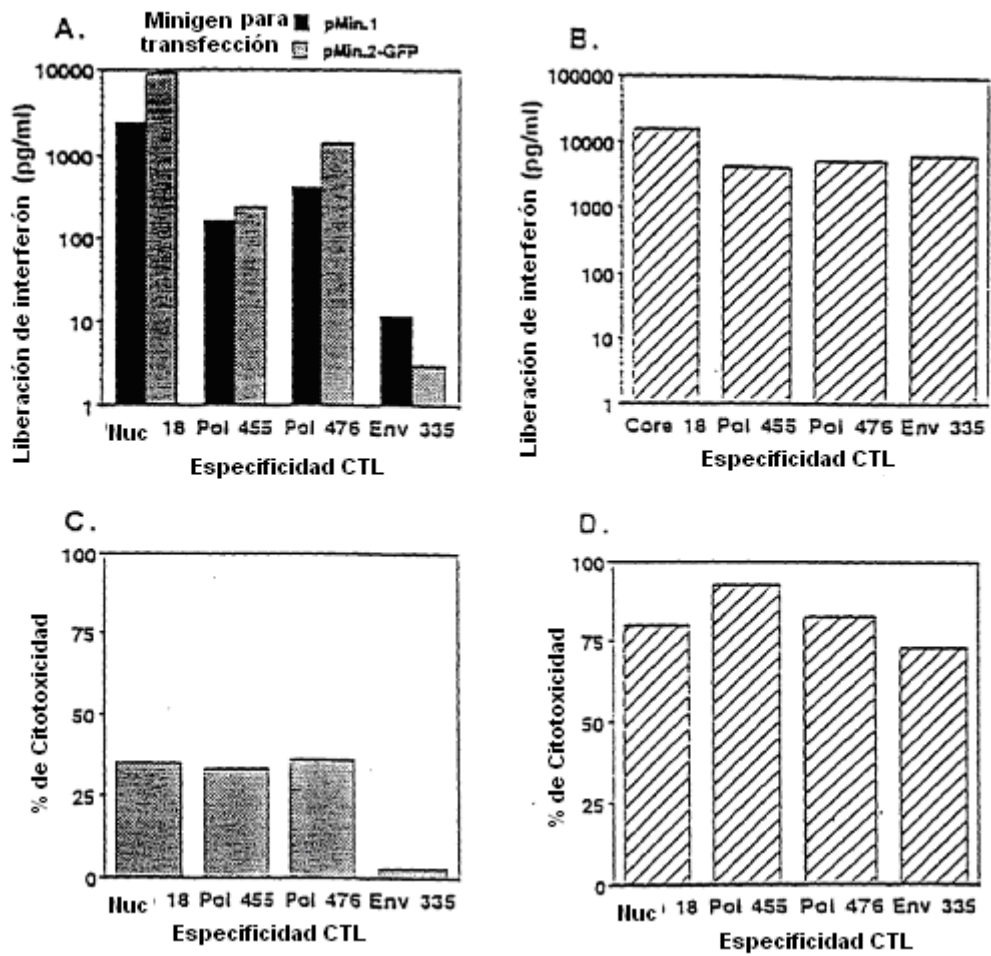 A.
Minigen para transfección
pMin.1
pMin.2-GFP
Liberación de interferón (pg/ml)
10000
1000
100
10
1
Nuc 18 Pol 455 Pol 476 Env 335
Especificidad CTL
B.
Liberación de interferón (pg/ml)
100000
10000
1000
100
10
1
Core 18 Pol 455 Pol 476 Env 335
Especificidad CTL
C.
% de Citotoxicidad
100
75
50
25
0
Nuc 18 Pol 455 Pol 476 Env 335
Especificidad CTL
D.
% de Citotoxicidad
100
75
50
25
0
Nuc 18 Pol 455 Pol 476 Env 335
Especificidad CTL